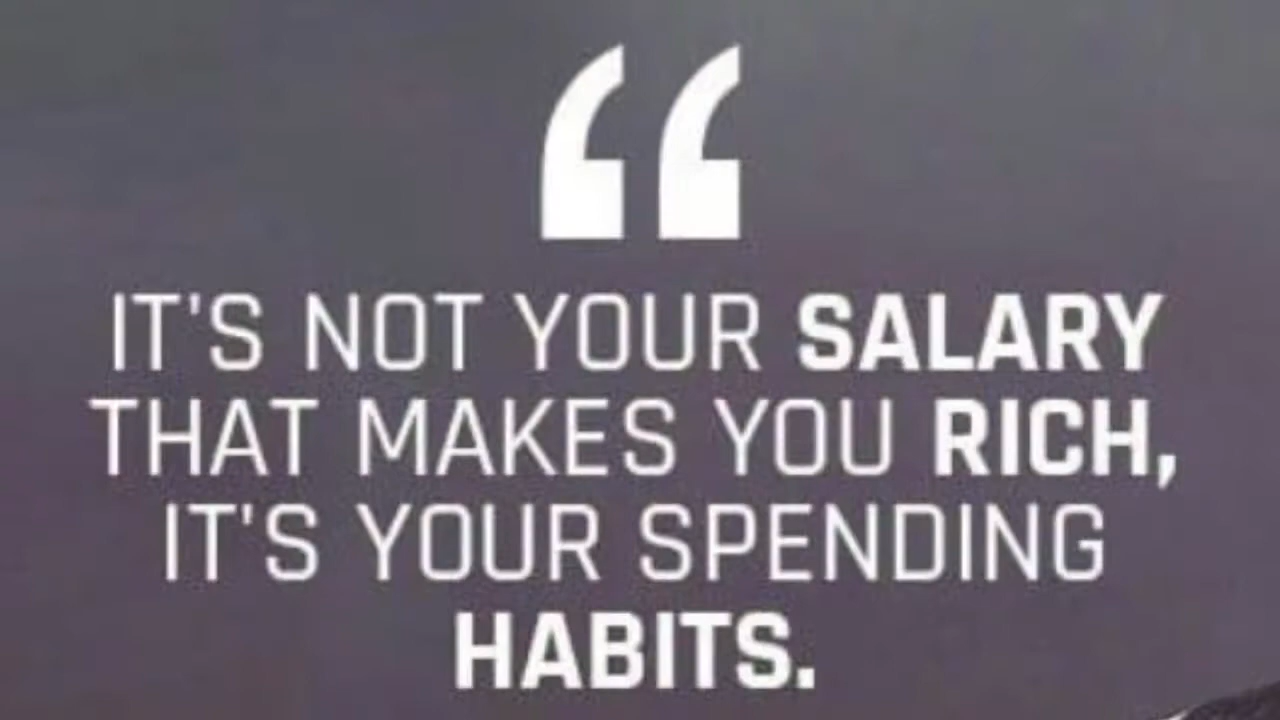 “
IT'S NOT YOUR SALARY
THAT MAKES YOU RICH,
IT'S YOUR SPENDING
HABITS.